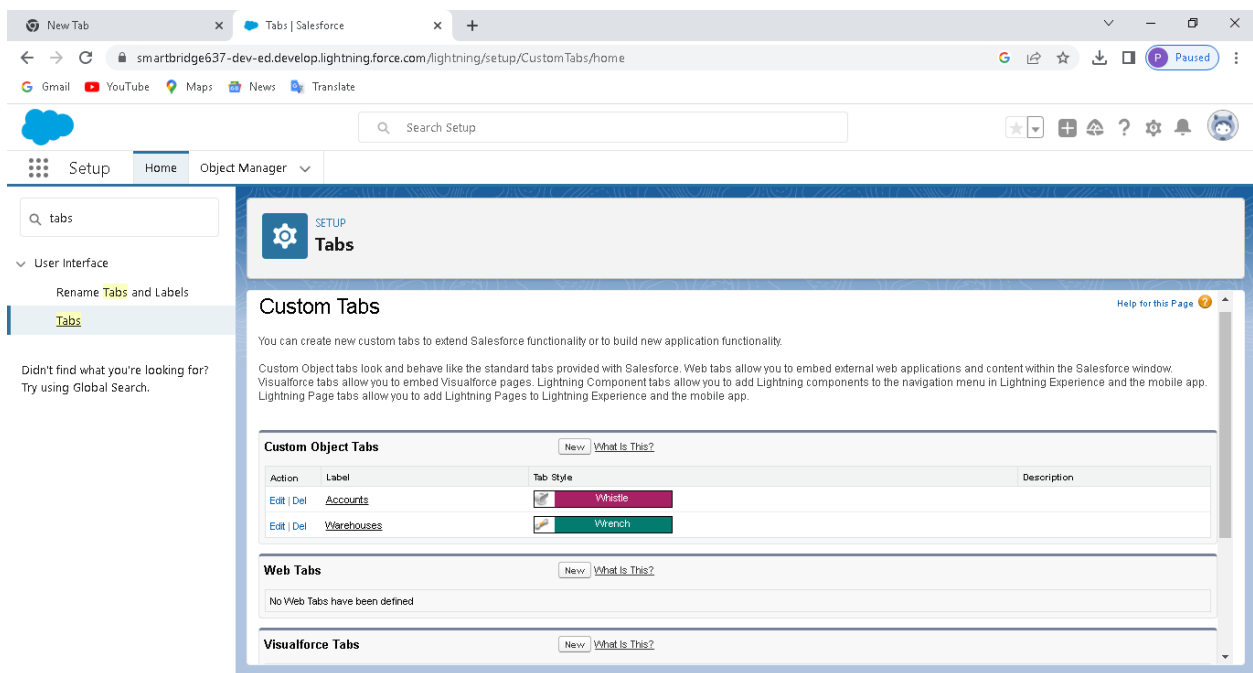 New Tab
Tabs | Salesforce
smartbridge637-dev-ed.develop.lightning.force.com/lightning/setup/CustomTabs/home
P Paused
Gmail YouTube Maps News Translate
Search Setup
Setup Home Object Manager
tabs
User Interface
Rename Tabs and Labels
Tabs
Didn't find what you're looking for?
Try using Global Search.
SETUP
Tabs
Custom Tabs
Help for this Page ?
You can create new custom tabs to extend Salesforce functionality or to build new application functionality.
Custom Object tabs look and behave like the standard tabs provided with Salesforce. Web tabs allow you to embed external web applications and content within the Salesforce window.
Visualforce tabs allow you to embed Visualforce pages. Lightning Component tabs allow you to add Lightning components to the navigation menu in Lightning Experience and the mobile app.
Lightning Page tabs allow you to add Lightning Pages to Lightning Experience and the mobile app.
Custom Object Tabs New What Is This?
Action Label Tab Style Description
Edit | Del Accounts Whistle
Edit | Del Warehouses Wrench
Web Tabs New What Is This?
No Web Tabs have been defined
Visualforce Tabs New What Is This?